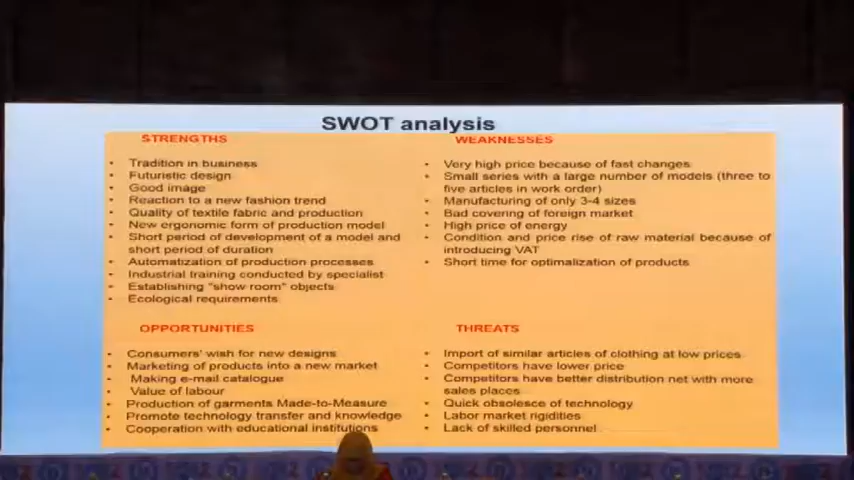 SWOT analysis
STRENGTHS
• Tradition in business
• Futuristic design
• Good image
• Reaction to a new fashion trend
• Quality of textile fabric and production
• New ergonomic form of production model
• Short period of development of a model and
short period of duration
• Automatization of production processes
• Industrial training conducted by specialist
• Establishing "show room" objects
• Ecological requirements
WEAKNESSES
• Very high price because of fast changes
• Small series with a large number of models (three to
five articles in work order)
• Manufacturing of only 3-4 sizes
• Bad covering of foreign market
• High price of energy
• Condition and price rise of raw material because of
introducing VAT
• Short time for optimalization of products
OPPORTUNITIES
• Consumers' wish for new designs
• Marketing of products into a new market
• Making e-mail catalogue
• Value of labour
• Production of garments Made-to-Measure
• Promote technology transfer and knowledge
• Cooperation with educational institutions
THREATS
• Import of similar articles of clothing at low prices
• Competitors have lower price
• Competitors have better distribution net with more
sales places
• Quick obsolesce of technology
• Labor market rigidities
• Lack of skilled personnel